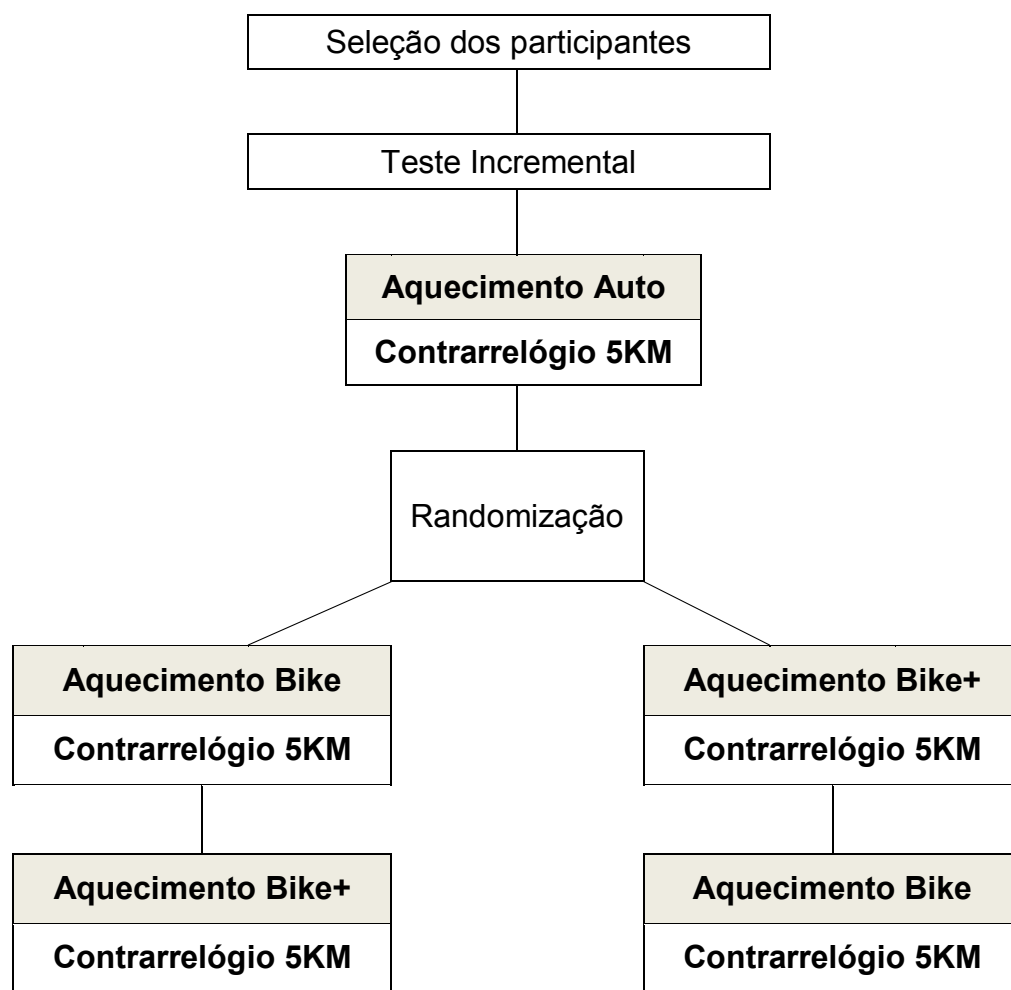 Seleção dos participantes
Teste Incremental
Aquecimento Auto
Contrarrelógio 5KM
Randomização
Aquecimento Bike
Contrarrelógio 5KM
Aquecimento Bike+
Contrarrelógio 5KM
Aquecimento Bike+
Contrarrelógio 5KM
Aquecimento Bike
Contrarrelógio 5KM